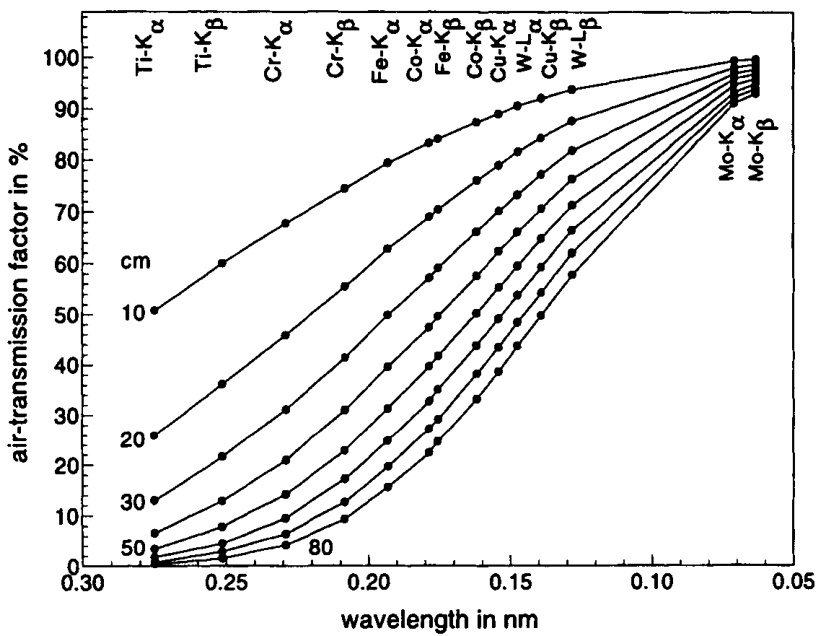 Ti-Kα
Ti-Kβ
Cr-Kα
Cr-Kβ
Fe-Kα
Co-Kα
Fe-Kβ
Co-Kβ
Cu-Kα
W-Lα
Cu-Kβ
W-Lβ
Mo-Kα
Mo-Kβ
air-transmission factor in %
100
90
80
70
60
50
40
30
20
10
0
cm
10
20
30
50
80
0.30
0.25
0.20
0.15
0.10
0.05
wavelength in nm